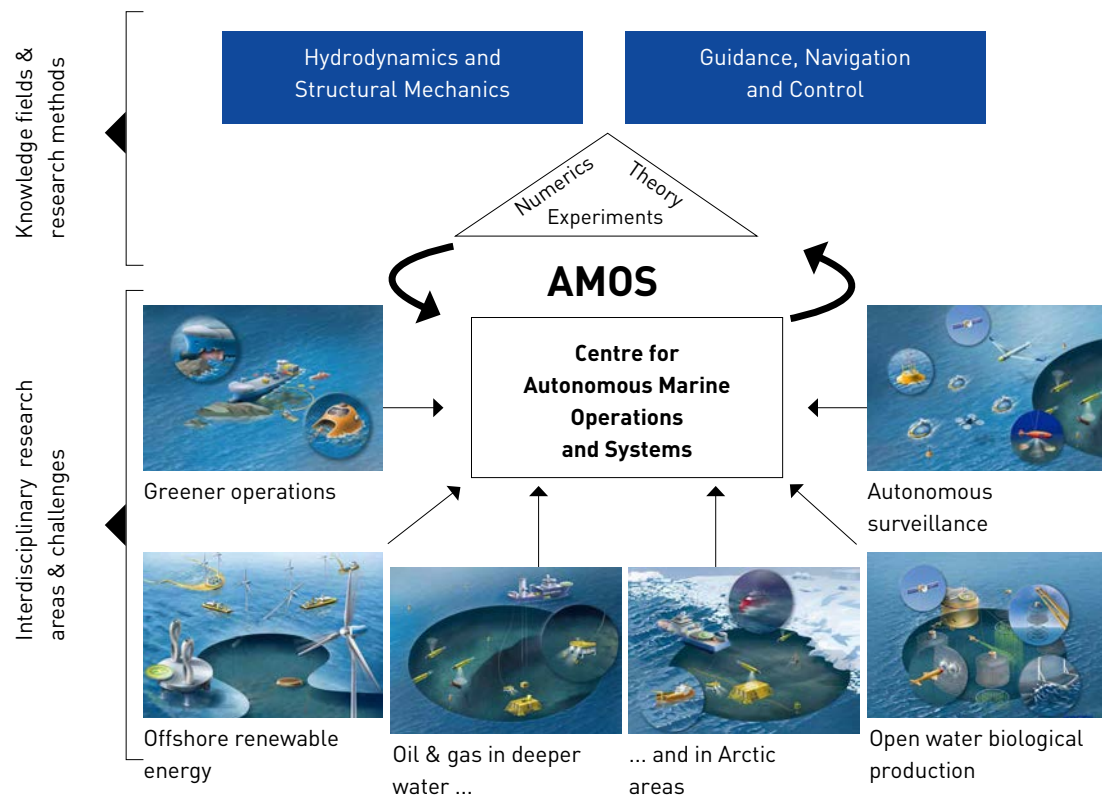 Knowledge fields &
research methods
Hydrodynamics and
Structural Mechanics
Guidance, Navigation
and Control
Numerics
Theory
Experiments
AMOS
Centre for
Autonomous Marine
Operations
and Systems
Interdisciplinary research
areas & challenges
Greener operations
Autonomous
surveillance
Offshore renewable
energy
Oil & gas in deeper
water ...
... and in Arctic
areas
Open water biological
production